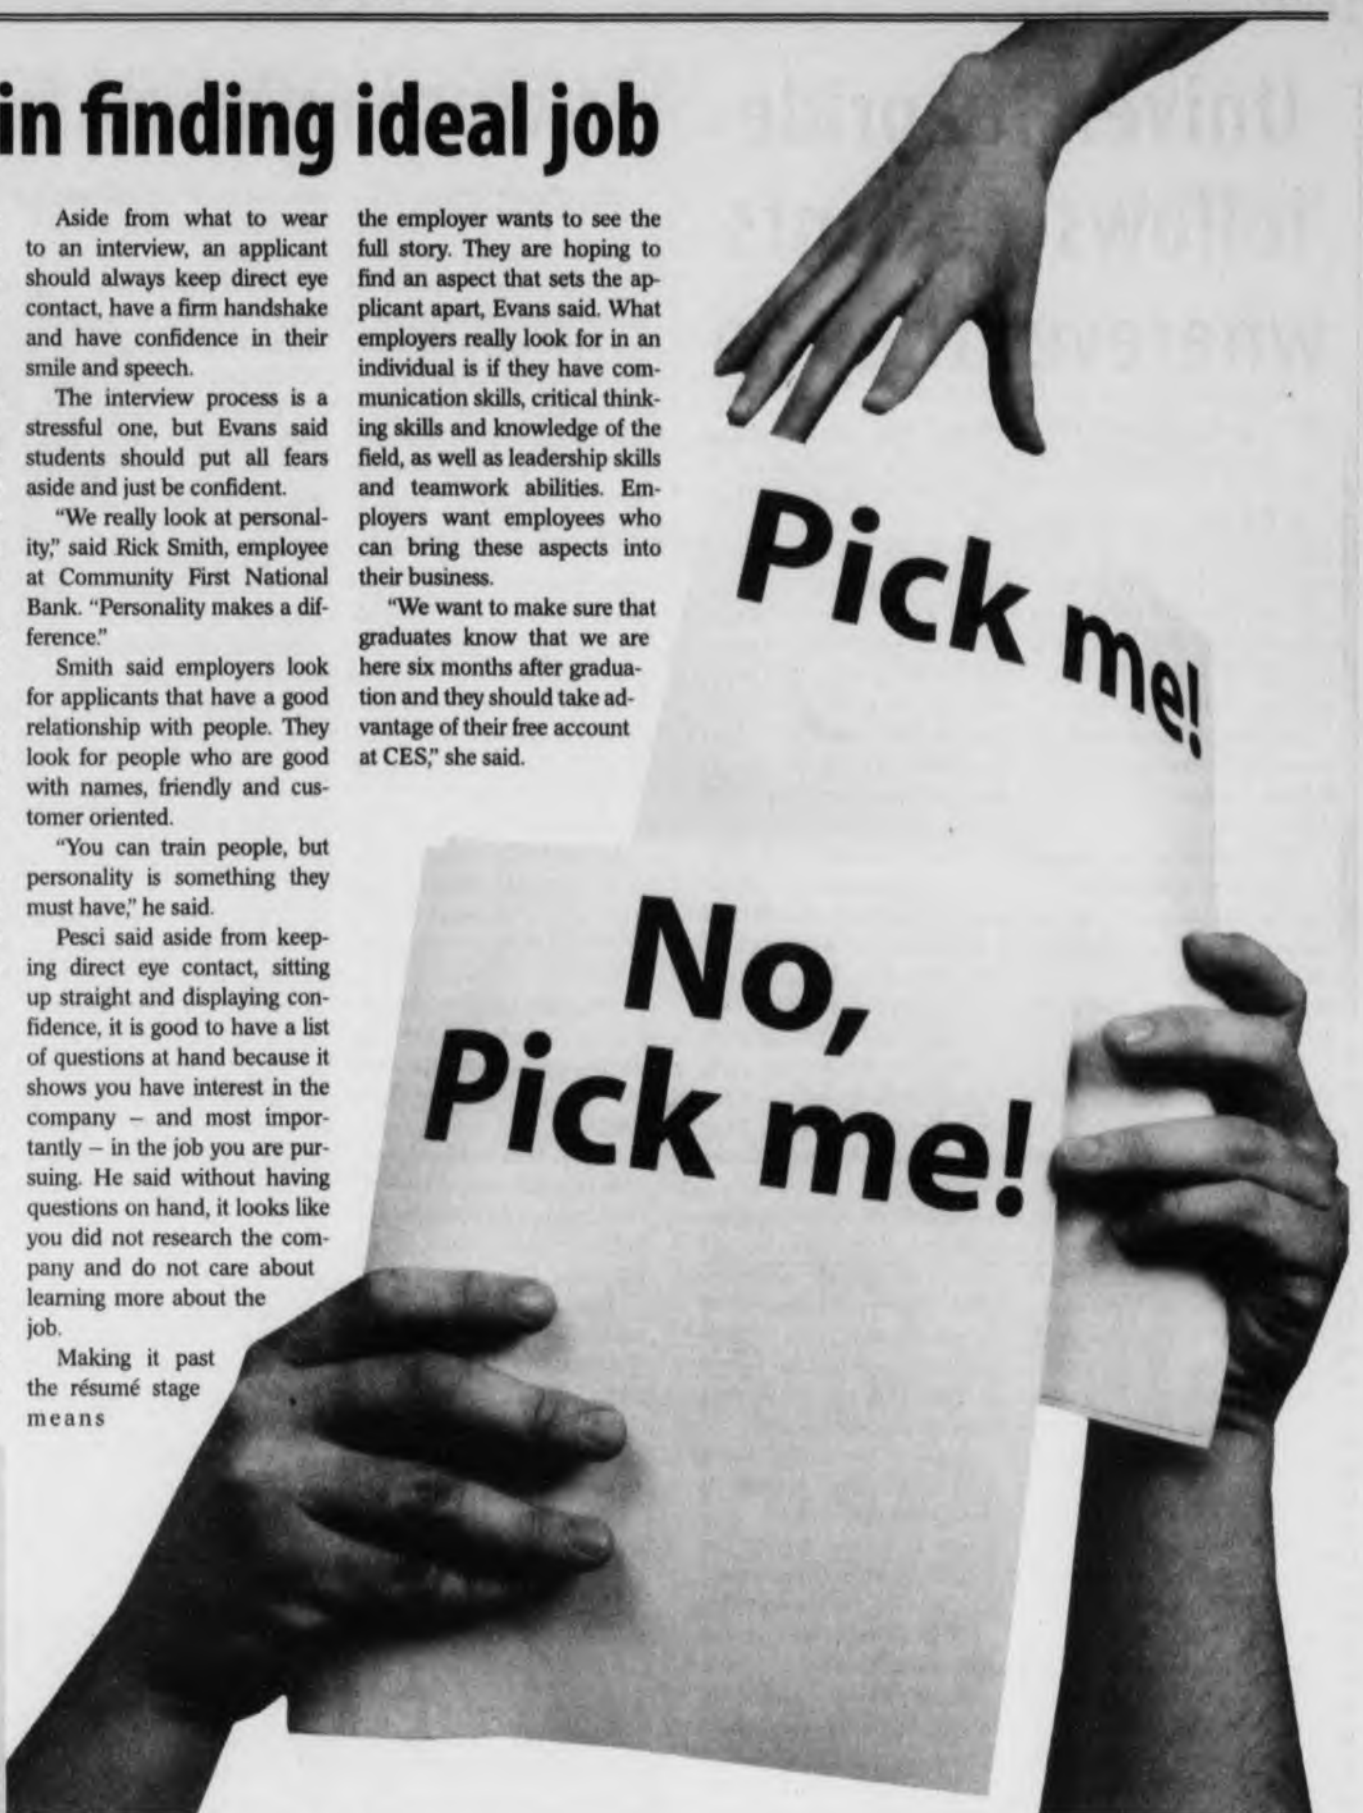 in finding ideal job
Aside from what to wear
to an interview, an applicant
should always keep direct eye
contact, have a firm handshake
and have confidence in their
smile and speech.
The interview process is a
stressful one, but Evans said
students should put all fears
aside and just be confident.
“We really look at personal-
ity,” said Rick Smith, employee
at Community First National
Bank. “Personality makes a dif-
ference.”
Smith said employers look
for applicants that have a good
relationship with people. They
look for people who are good
with names, friendly and cus-
tomer oriented.
“You can train people, but
personality is something they
must have,” he said.
Pesci said aside from keep-
ing direct eye contact, sitting
up straight and displaying con-
fidence, it is good to have a list
of questions at hand because it
shows you have interest in the
company – and most impor-
tantly – in the job you are pur-
suing. He said without having
questions on hand, it looks like
you did not research the com-
pany and do not care about
learning more about the
job.
Making it past
the résumé stage
means
the employer wants to see the
full story. They are hoping to
find an aspect that sets the ap-
plicant apart, Evans said. What
employers really look for in an
individual is if they have com-
munication skills, critical think-
ing skills and knowledge of the
field, as well as leadership skills
and teamwork abilities. Em-
ployers want employees who
can bring these aspects into
their business.
“We want to make sure that
graduates know that we are
here six months after gradua-
tion and they should take ad-
vantage of their free account
at CES,” she said.
Pick me!
No,
Pick me!